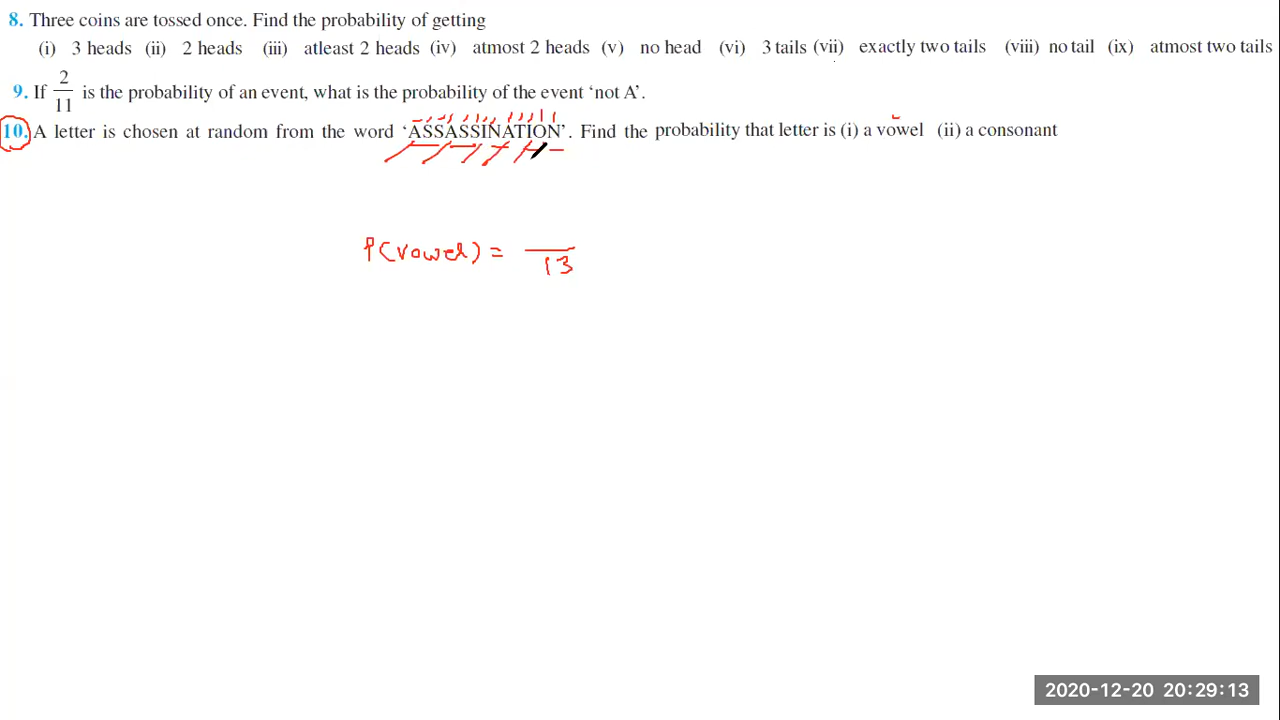 8. Three coins are tossed once. Find the probability of getting
(i) 3 heads (ii) 2 heads (iii) atleast 2 heads (iv) atmost 2 heads (v) no head (vi) 3 tails (vii) exactly two tails (viii) no tail (ix) atmost two tails
9. If 2/11 is the probability of an event, what is the probability of the event ‘not A’.
10. A letter is chosen at random from the word ‘ASSASSINATION’. Find the probability that letter is (i) a vowel (ii) a consonant
P(vowel) = __/13
2020-12-20 20:29:13